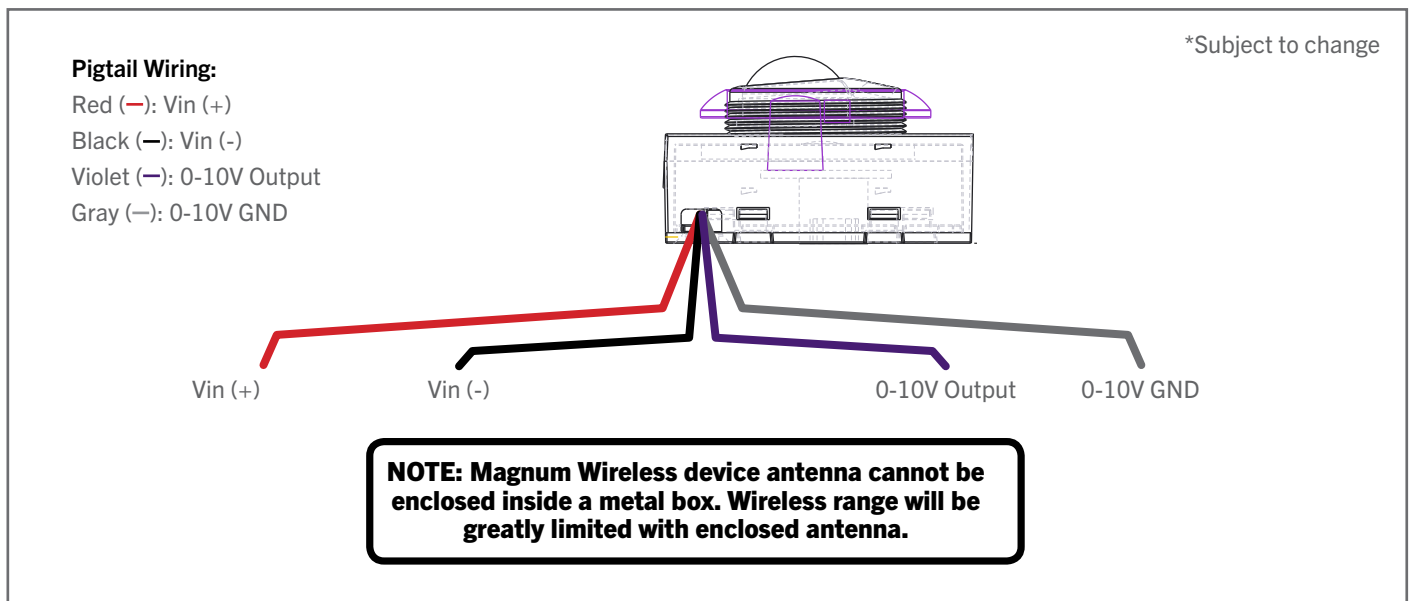 *Subject to change
Pigtail Wiring:
Red (—): Vin (+)
Black (—): Vin (-)
Violet (—): 0-10V Output
Gray (—): 0-10V GND
Vin (+)
Vin (-)
0-10V Output
0-10V GND
NOTE: Magnum Wireless device antenna cannot be
enclosed inside a metal box. Wireless range will be
greatly limited with enclosed antenna.